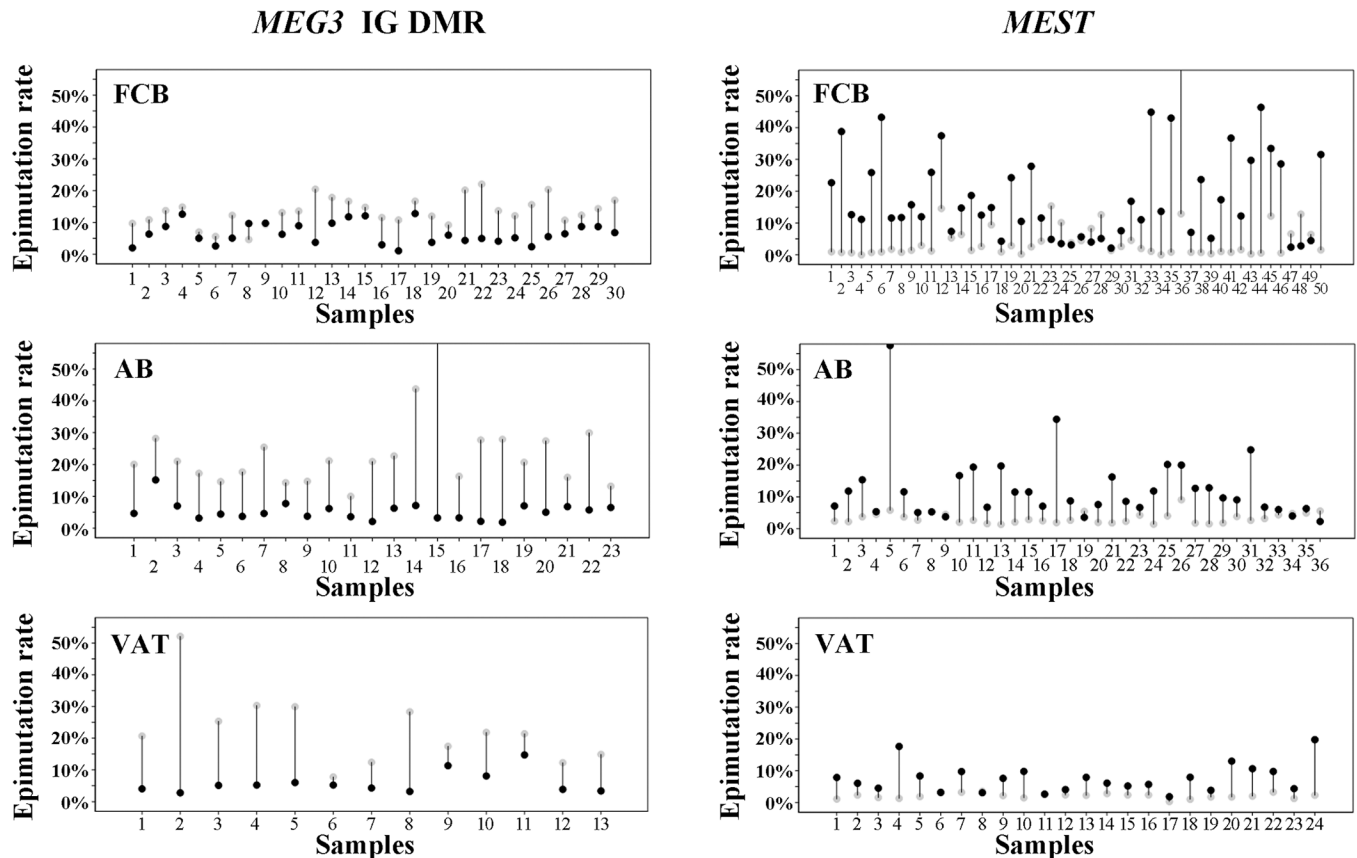 MEG3 IG DMR
MEST
Epimutation rate
FCB
50%
40%
30%
20%
10%
0%
1 3 5 7 9 11 13 15 17 19 21 23 25 27 29
2 4 6 8 10 12 14 16 18 20 22 24 26 28 30
Samples
Epimutation rate
FCB
50%
40%
30%
20%
10%
0%
1 3 5 7 9 11 13 15 17 19 21 23 25 27 29 31 33 35 37 39 41 43 45 47 49
2 4 6 8 10 12 14 16 18 20 22 24 26 28 30 32 34 36 38 40 42 44 46 48 50
Samples
Epimutation rate
AB
50%
40%
30%
20%
10%
0%
1 3 5 7 9 11 13 15 17 19 21 23
2 4 6 8 10 12 14 16 18 20 22
Samples
Epimutation rate
AB
50%
40%
30%
20%
10%
0%
1 3 5 7 9 11 13 15 17 19 21 23 25 27 29 31 33 35
2 4 6 8 10 12 14 16 18 20 22 24 26 28 30 32 34 36
Samples
Epimutation rate
VAT
50%
40%
30%
20%
10%
0%
1 2 3 4 5 6 7 8 9 10 11 12 13
Samples
Epimutation rate
VAT
50%
40%
30%
20%
10%
0%
1 2 3 4 5 6 7 8 9 10 11 12 13 14 15 16 17 18 19 20 21 22 23 24
Samples